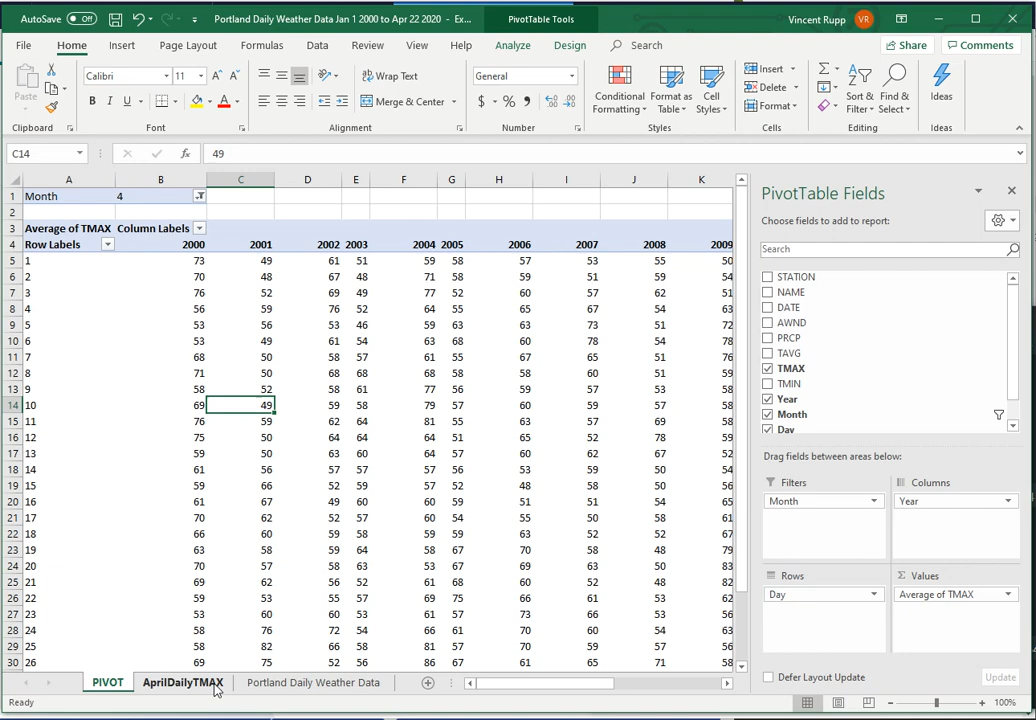 AutoSave Off Portland Daily Weather Data Jan 1 2000 to Apr 22 2020 - Ex... PivotTable Tools Vincent Rupp VR
File Home Insert Page Layout Formulas Data Review View Help Analyze Design Search Share Comments
Paste Calibri 11 A A Wrap Text General Conditional Formatting Format as Table Cell Styles Insert Sort & Filter Find & Select Ideas
B I U A Merge & Center $ % Delete Format
Clipboard Font Alignment Number Styles Cells Editing Ideas
C14 fx 49
A B C D E F G H I J K
1 Month 4
2
3 Average of TMAX Column Labels
4 Row Labels 2000 2001 2002 2003 2004 2005 2006 2007 2008 2009
5 1 73 49 61 51 59 58 57 53 55 50
6 2 70 48 67 48 71 58 59 51 59 54
7 3 76 52 69 49 77 52 60 57 62 51
8 4 56 59 76 52 64 55 65 67 54 63
9 5 53 56 53 46 59 63 63 73 51 72
10 6 53 49 61 54 63 68 60 78 54 78
11 7 68 50 58 57 61 55 67 65 51 76
12 8 71 50 68 68 68 58 58 60 51 59
13 9 58 52 58 61 77 56 59 57 53 58
14 10 69 49 59 58 79 57 60 59 57 58
15 11 76 59 62 64 81 55 63 57 69 58
16 12 75 50 64 64 64 51 65 52 78 59
17 13 59 50 63 60 64 57 60 62 67 52
18 14 61 56 57 57 57 56 53 59 50 54
19 15 59 66 52 59 57 52 48 58 50 56
20 16 61 67 49 60 60 59 51 51 54 65
21 17 70 62 52 57 60 54 55 50 58 61
22 18 66 60 59 58 59 59 63 52 52 67
23 19 63 58 59 64 58 67 70 58 48 79
24 20 70 57 58 63 53 67 69 63 50 83
25 21 69 62 56 52 61 68 60 52 48 82
26 22 59 53 55 59 69 75 66 61 53 62
27 23 53 60 60 53 61 57 73 66 53 56
28 24 58 76 72 54 66 61 70 60 54 63
29 25 58 82 66 58 81 57 70 59 57 56
30 26 69 75 52 56 86 67 61 65 71 58
PivotTable Fields
Choose fields to add to report:
Search
STATION
NAME
DATE
AWND
PRCP
TAVG
TMAX
TMIN
Year
Month
Day
Drag fields between areas below:
Filters Columns
Month Year
Rows Σ Values
Day Average of TMAX
Defer Layout Update Update
PIVOT AprilDailyTMAX Portland Daily Weather Data
Ready 100%